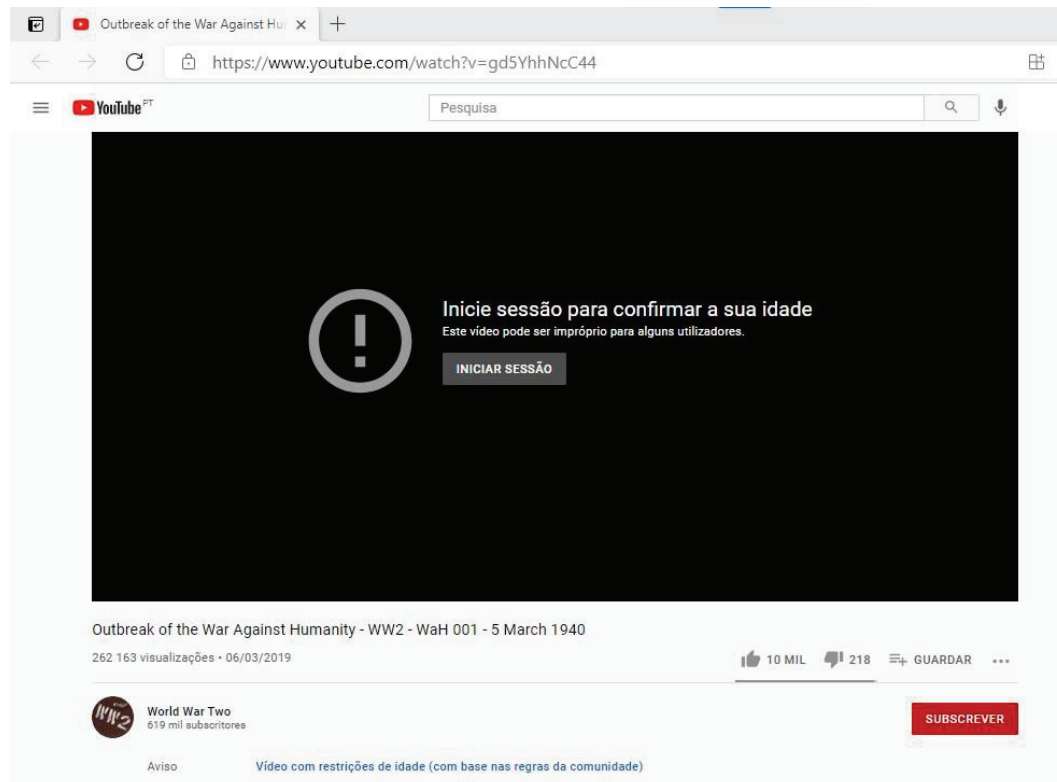 Outbreak of the War Against Hu
https://www.youtube.com/watch?v=gd5YhhNcC44
YouTube PT
Pesquisa
Inicie sessão para confirmar a sua idade
Este vídeo pode ser impróprio para alguns utilizadores.
INICIAR SESSÃO
Outbreak of the War Against Humanity - WW2 - WaH 001 - 5 March 1940
262 163 visualizações • 06/03/2019
10 MIL 218 GUARDAR
WW2
World War Two
619 mil subscritores
SUBSCREVER
Aviso Vídeo com restrições de idade (com base nas regras da comunidade)